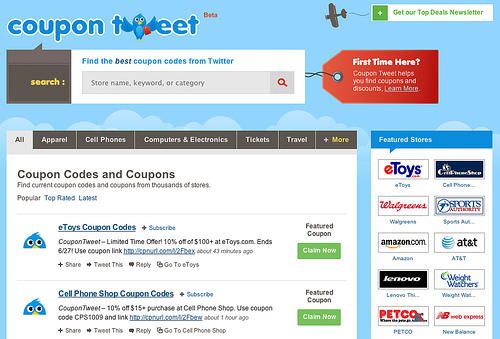 coupon tweet Beta
+ Get our Top Deals Newsletter
Find the best coupon codes from Twitter
search :
Store name, keyword, or category
First Time Here?
Coupon Tweet helps
you find coupons and
discounts, Learn More.
All Apparel Cell Phones Computers & Electronics Tickets Travel + More
Coupon Codes and Coupons
Find current coupon codes and coupons from thousands of stores.
Popular Top Rated Latest
eToys Coupon Codes + Subscribe
CouponTweet – Limited Time Offer! 10% off of $100+ at eToys.com. Ends
6/27! Use coupon link http://cpnurl.com/l/2Fbex about 43 minutes ago
+ Share Tweet This Reply Go To eToys
Featured
Coupon
Claim Now
Cell Phone Shop Coupon Codes + Subscribe
CouponTweet – 10% off $15+ purchase at Cell Phone Shop. Use coupon
code CPS1009 and link http://cpnurl.com/l/2Fbew about 1 hour ago
+ Share Tweet This Reply Go To Cell Phone Shop
Featured
Coupon
Claim Now
Featured Stores
eToys CellPhoneShop
eToys Cell Phone...
Walgreens SPORTS AUTHORITY
Walgreens Sports Aut...
amazon.com at&t
Amazon AT&T
lenovo WeightWatchers
Lenovo Thi... Weight Wat...
PETCO NB web express
Where the pets go
PETCO New Balance